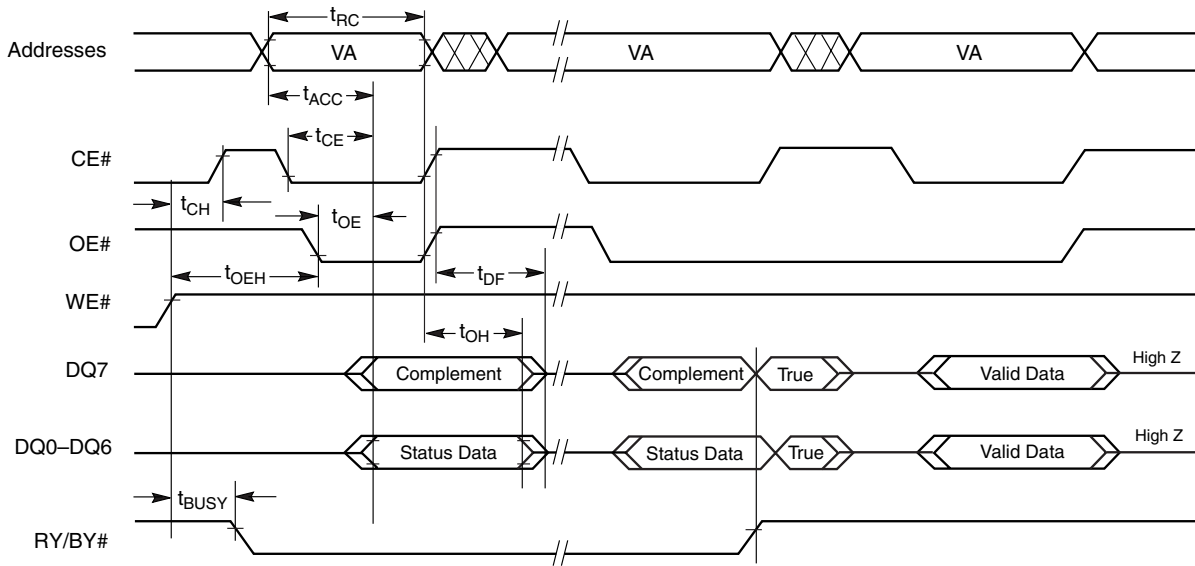 tRC
Addresses VA VA VA
tACC
tCE
CE#
tCH tOE
OE#
tOEH tDF
WE#
tOH
DQ7 Complement Complement True Valid Data High Z
DQ0–DQ6 Status Data Status Data True Valid Data High Z
tBUSY
RY/BY#